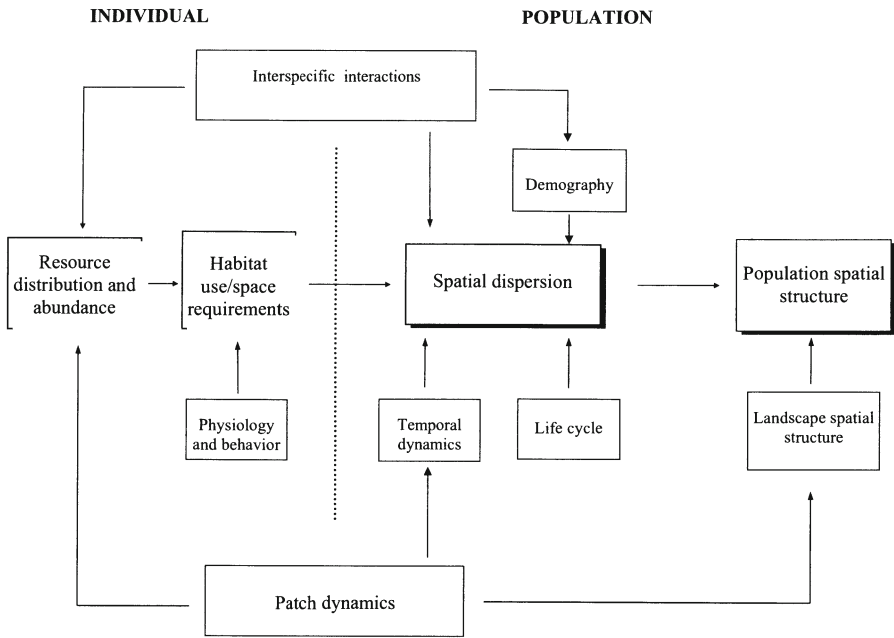 INDIVIDUAL
POPULATION
Interspecific interactions
Demography
Resource
distribution and
abundance
Habitat
use/space
requirements
Spatial dispersion
Population spatial
structure
Physiology
and behavior
Temporal
dynamics
Life cycle
Landscape spatial
structure
Patch dynamics